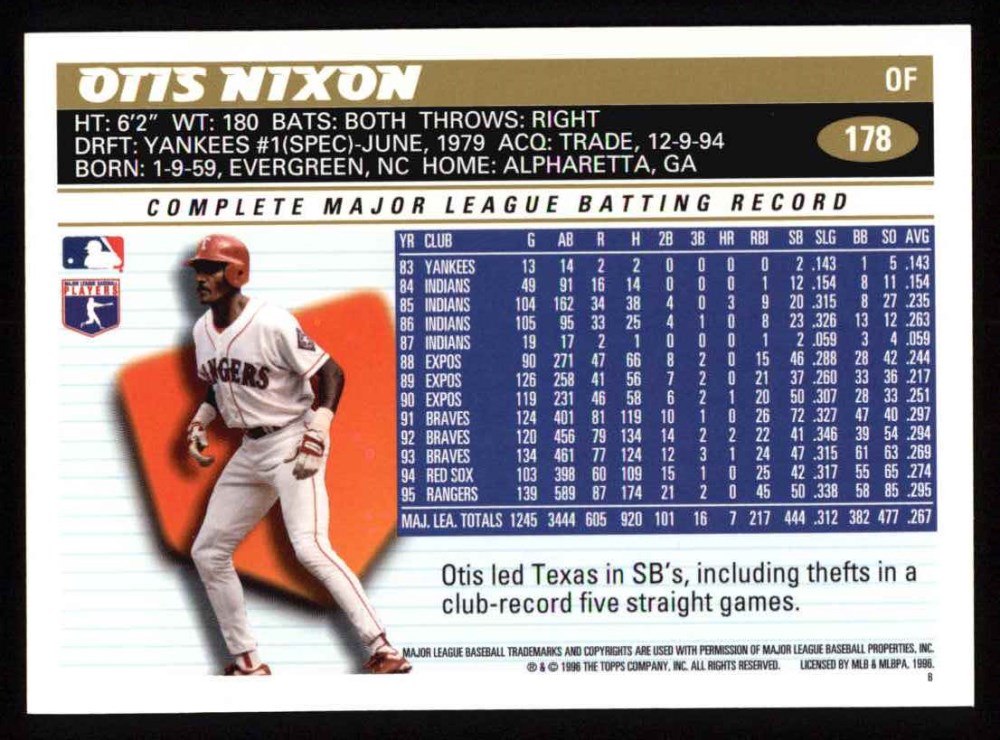 OTIS NIXON OF
HT: 6'2" WT: 180 BATS: BOTH THROWS: RIGHT
DRFT: YANKEES #1(SPEC)-JUNE, 1979 ACQ: TRADE, 12-9-94
BORN: 1-9-59, EVERGREEN, NC HOME: ALPHARETTA, GA
178
COMPLETE MAJOR LEAGUE BATTING RECORD
MAJOR LEAGUE BASEBALL
PLAYERS
T
RANGERS
YR CLUB G AB R H 2B 3B HR RBI SB SLG BB SO AVG
83 YANKEES 13 14 2 2 0 0 0 0 2 .143 1 5 .143
84 INDIANS 49 91 16 14 0 0 0 1 12 .154 8 11 .154
85 INDIANS 104 162 34 38 4 0 3 9 20 .315 8 27 .235
86 INDIANS 105 95 33 25 4 1 0 8 23 .326 13 12 .263
87 INDIANS 19 17 2 1 0 0 0 1 2 .059 3 4 .059
88 EXPOS 90 271 47 66 8 2 0 15 46 .288 28 42 .244
89 EXPOS 126 258 41 56 7 2 0 21 37 .260 33 36 .217
90 EXPOS 119 231 46 58 6 2 1 20 50 .307 28 33 .251
91 BRAVES 124 401 81 119 10 1 0 26 72 .327 47 40 .297
92 BRAVES 120 456 79 134 14 2 2 22 41 .346 39 54 .294
93 BRAVES 134 461 77 124 12 3 1 24 47 .315 61 63 .269
94 RED SOX 103 398 60 109 15 1 0 25 42 .317 55 65 .274
95 RANGERS 139 589 87 174 21 2 0 45 50 .338 58 85 .295
MAJ. LEA. TOTALS 1245 3444 605 920 101 16 7 217 444 .312 382 477 .267
Otis led Texas in SB's, including thefts in a
club-record five straight games.
MAJOR LEAGUE BASEBALL TRADEMARKS AND COPYRIGHTS ARE USED WITH PERMISSION OF MAJOR LEAGUE BASEBALL PROPERTIES, INC.
® & © 1996 THE TOPPS COMPANY, INC. ALL RIGHTS RESERVED. LICENSED BY MLB & MLBPA, 1996.
B